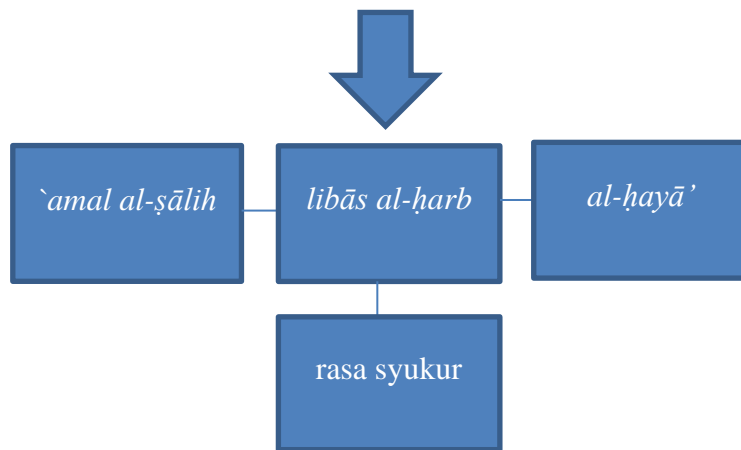 `amal al-ṣālih
libās al-ḥarb
al-ḥayā’
rasa syukur